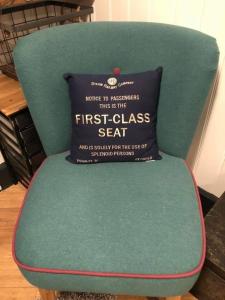 NOTICE TO PASSENGERS
THIS IS THE
FIRST-CLASS
SEAT
AND IS SOLELY FOR THE USE OF
SPLENDID PERSONS